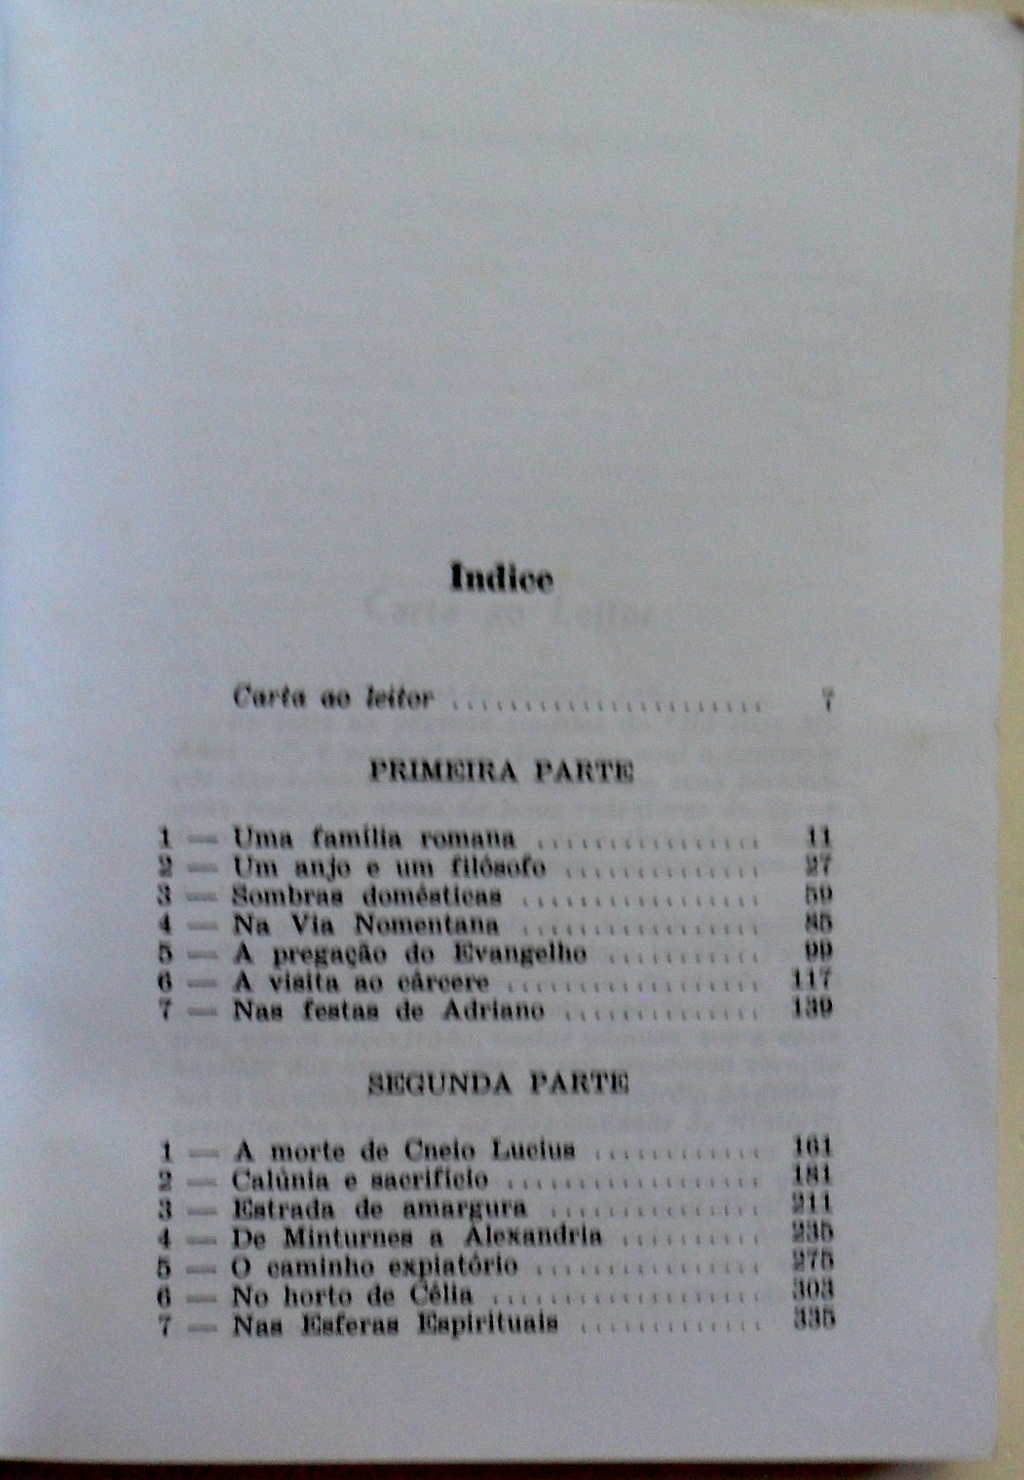 Indice
Carta ao leitor ...................... 7
PRIMEIRA PARTE
1 — Uma família romana ................ 11
2 — Um anjo e um filósofo .............. 27
3 — Sombras domésticas ................. 59
4 — Na Via Nomentana ................. 85
5 — A pregação do Evangelho ........... 99
6 — A visita ao cárcere .................. 117
7 — Nas festas de Adriano .............. 139
SEGUNDA PARTE
1 — A morte de Cneio Lucius ............ 161
2 — Calúnia e sacrifício .................. 181
3 — Estrada de amargura ............... 211
4 — De Minturnes a Alexandria .......... 235
5 — O caminho expiatório ................ 275
6 — No horto de Célia ................... 303
7 — Nas Esferas Espirituais ............. 335